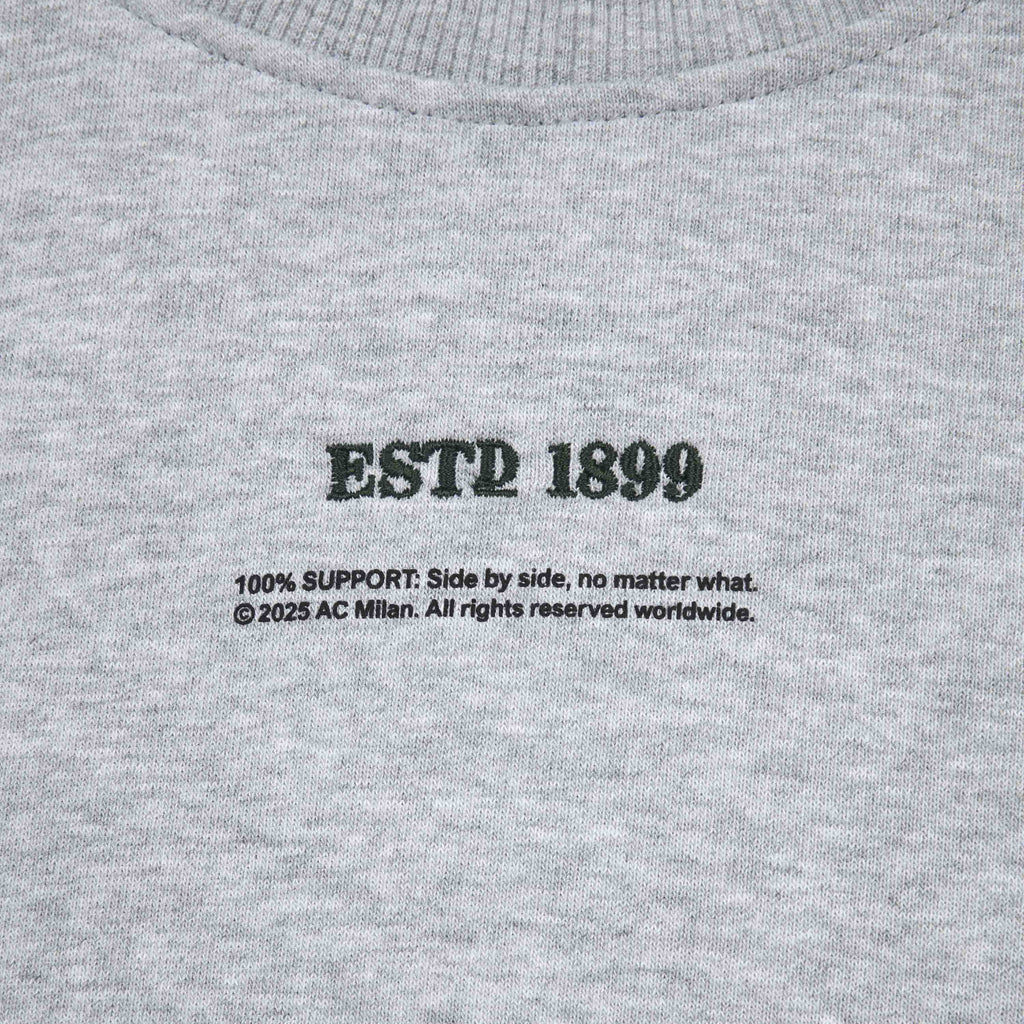 ESTD 1899
100% SUPPORT: Side by side, no matter what.
© 2025 AC Milan. All rights reserved worldwide.